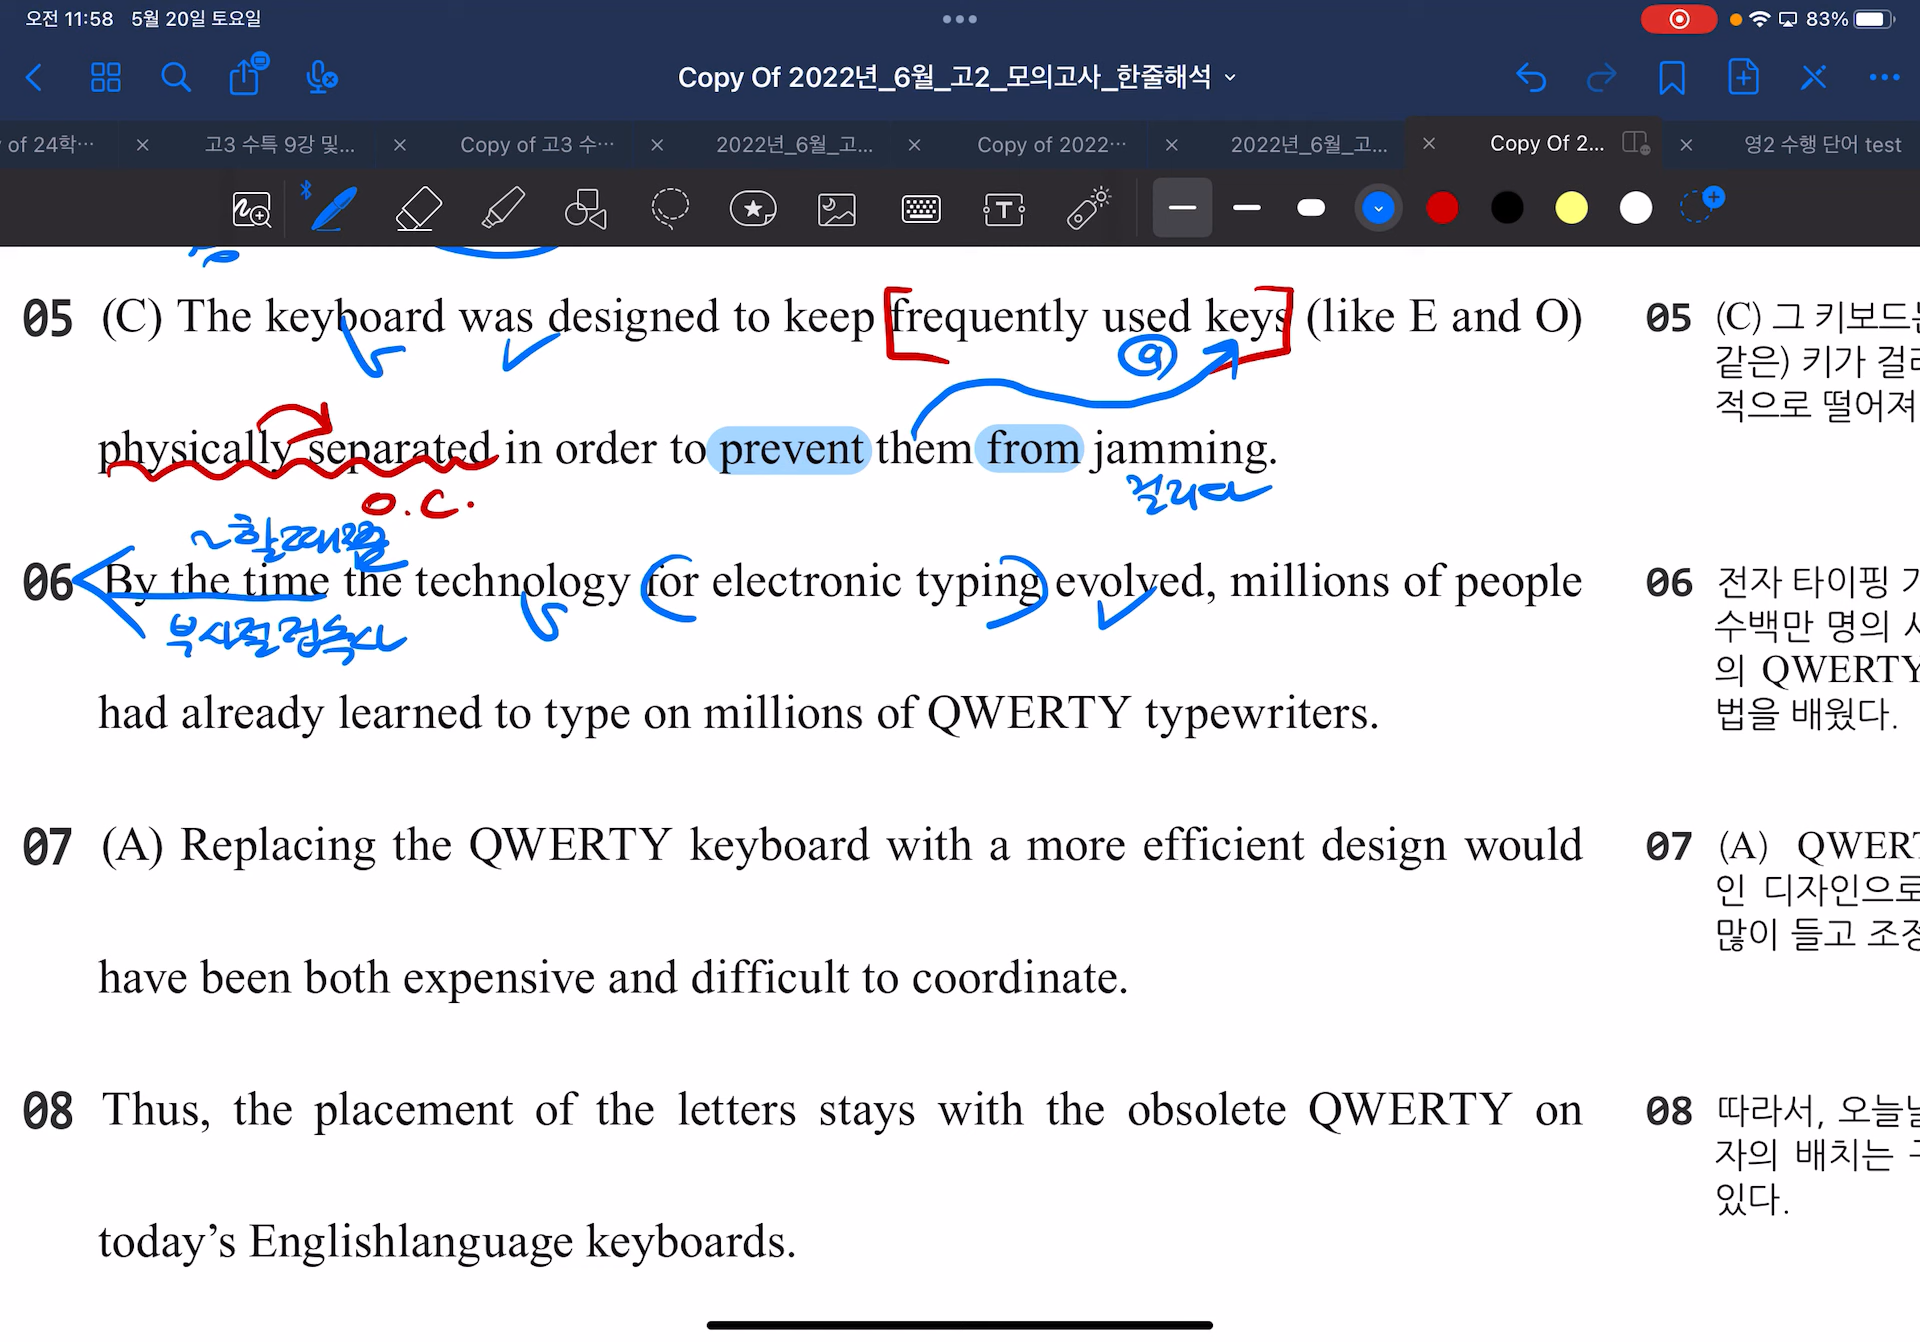 오전 11:58 5월 20일 토요일
83%
Copy Of 2022년_6월_고2_모의고사_한줄해석
of 24학···
고3 수특 9강 및...
Copy of 고3 수···
2022년_6월_고...
Copy of 2022···
2022년_6월_고...
Copy Of 2...
영2 수행 단어 test
05 (C) The keyboard was designed to keep frequently used keys (like E and O)
ⓐ
physically separated in order to prevent them from jamming.
O.C.
걸리다
~할 때쯤
06 By the time the technology for electronic typing evolved, millions of people
부사절 접속사
had already learned to type on millions of QWERTY typewriters.
07 (A) Replacing the QWERTY keyboard with a more efficient design would
have been both expensive and difficult to coordinate.
08 Thus, the placement of the letters stays with the obsolete QWERTY on
today's Englishlanguage keyboards.
05 (C) 그 키보드는
같은) 키가 걸
적으로 떨어져
06 전자 타이핑 기
수백만 명의 사
의 QWERTY
법을 배웠다.
07 (A) QWERT
인 디자인으로
많이 들고 조정
08 따라서, 오늘날
자의 배치는
있다.